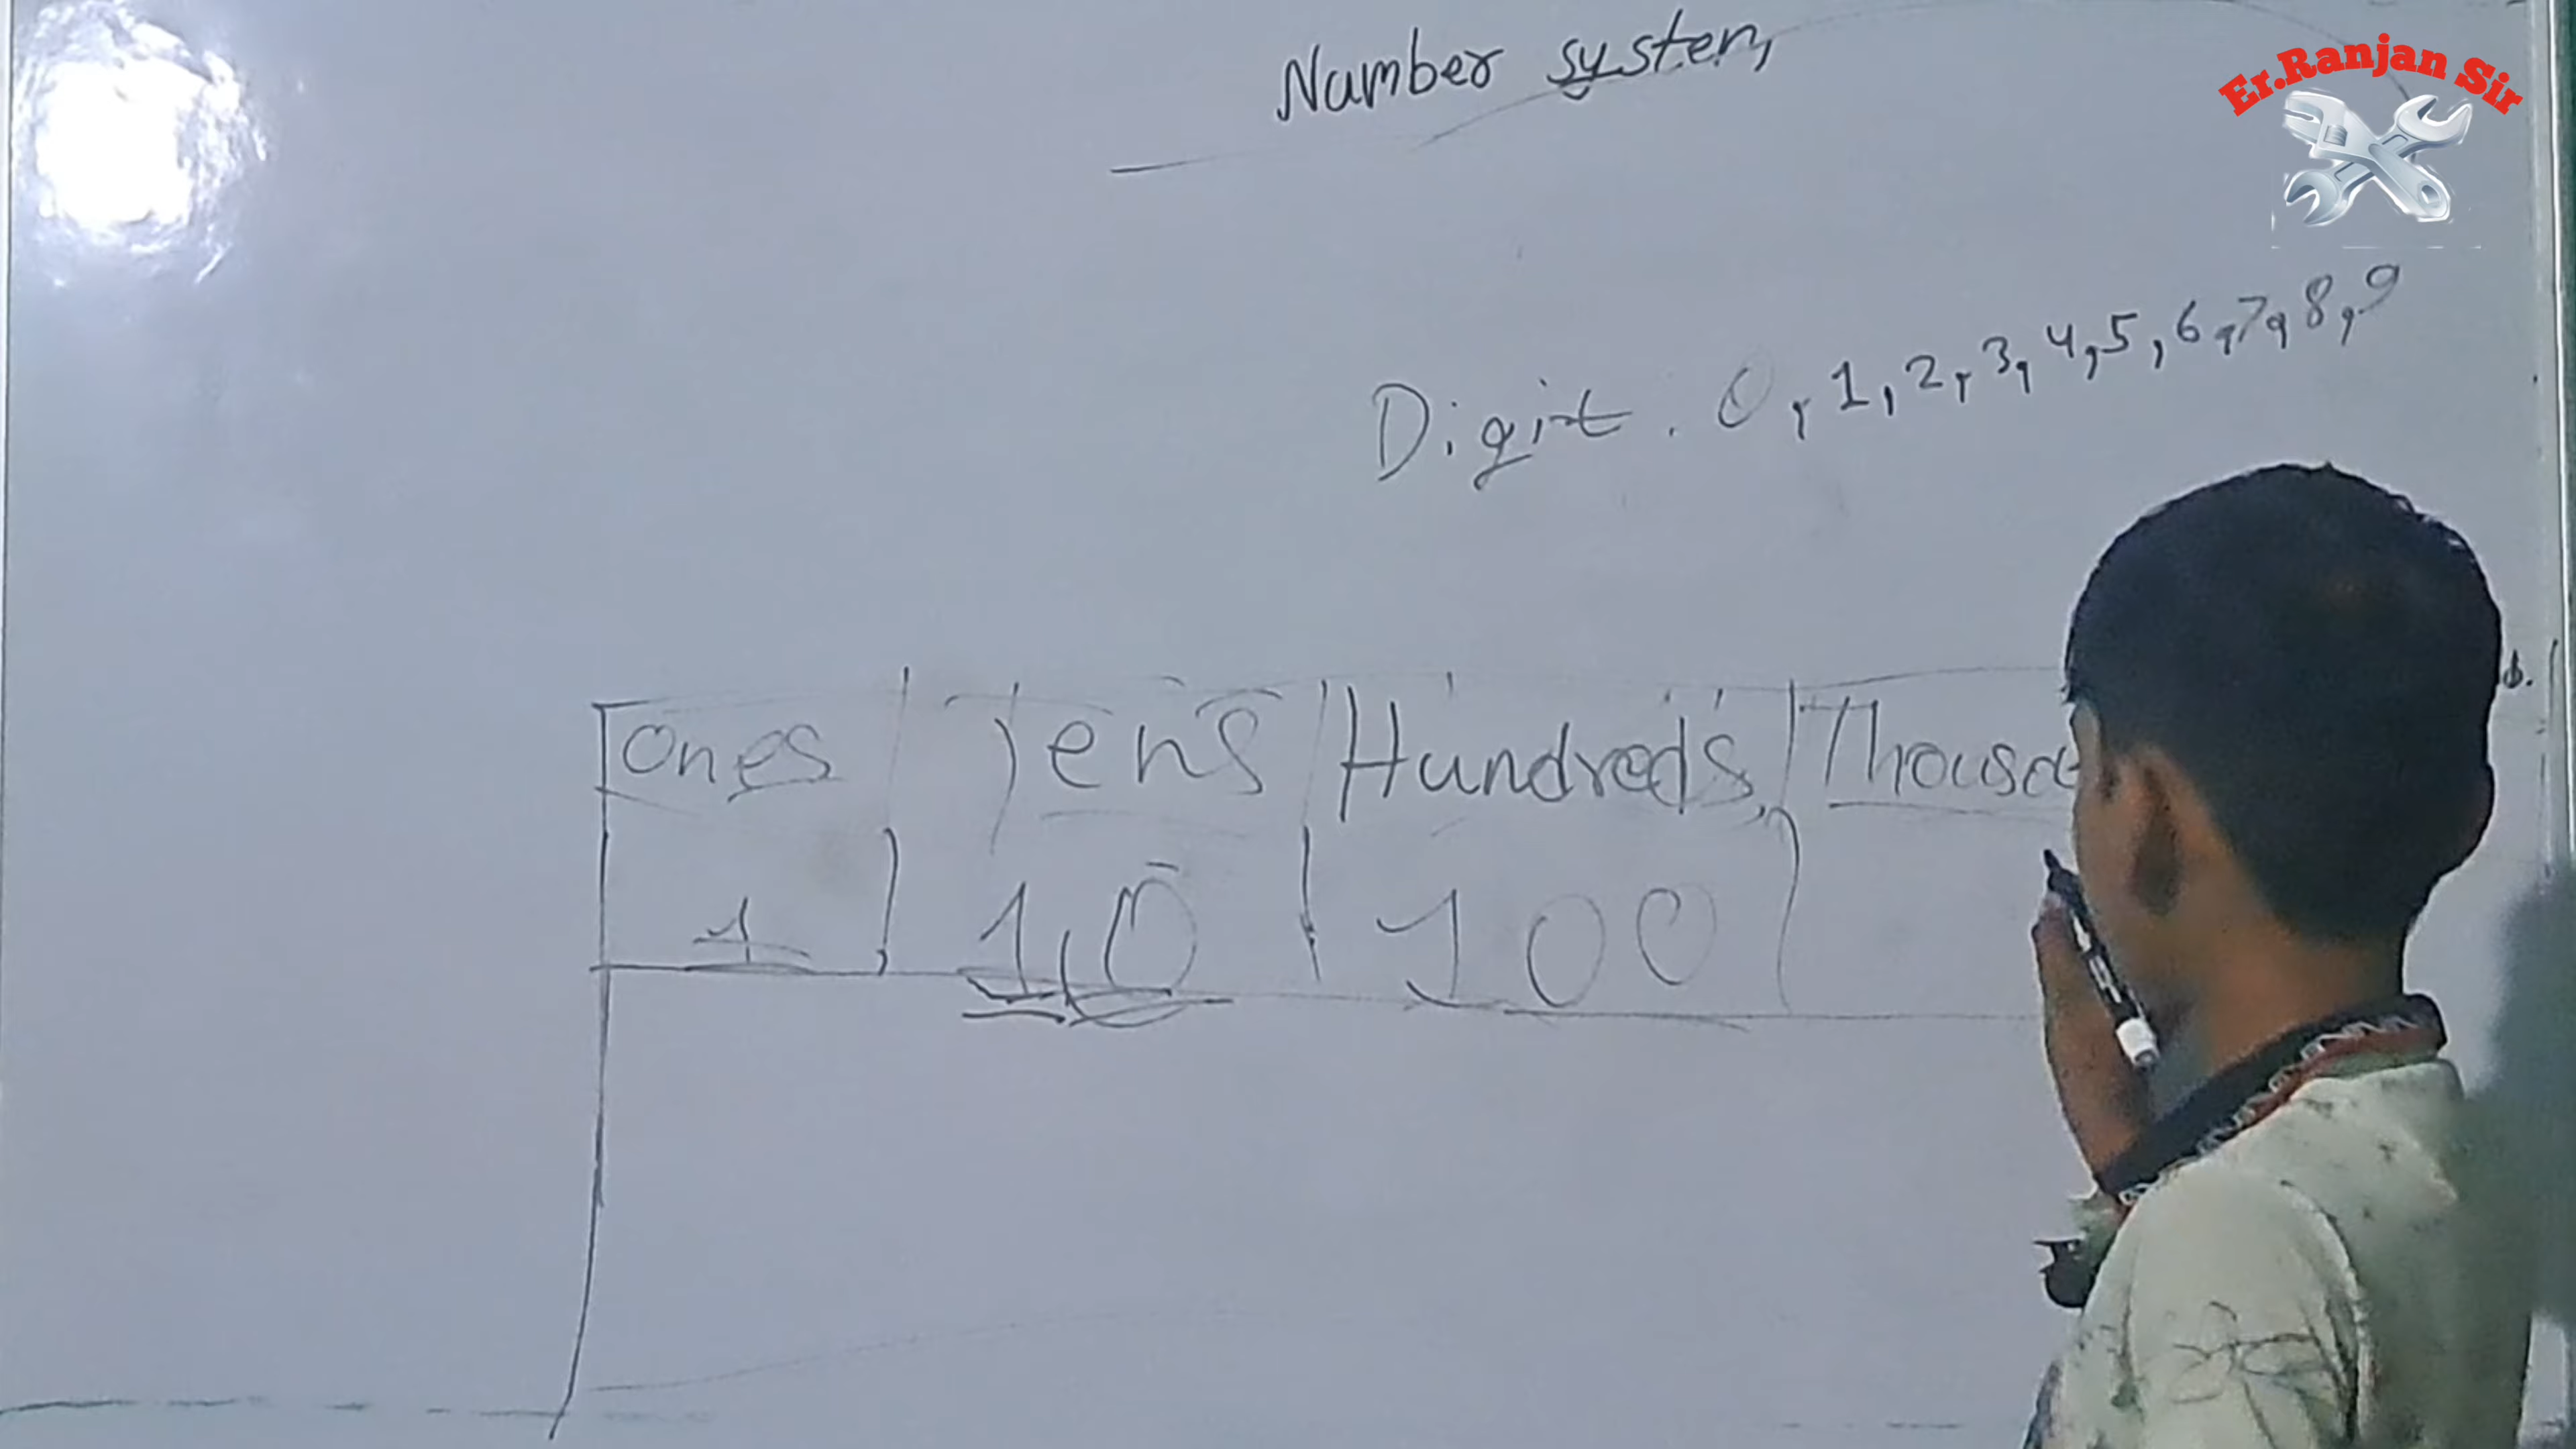 Number system
Er.Ranjan Sir
Digit. 0, 1, 2, 3, 4, 5, 6, 7, 8, 9
Ones Tens Hundreds
1 10 100